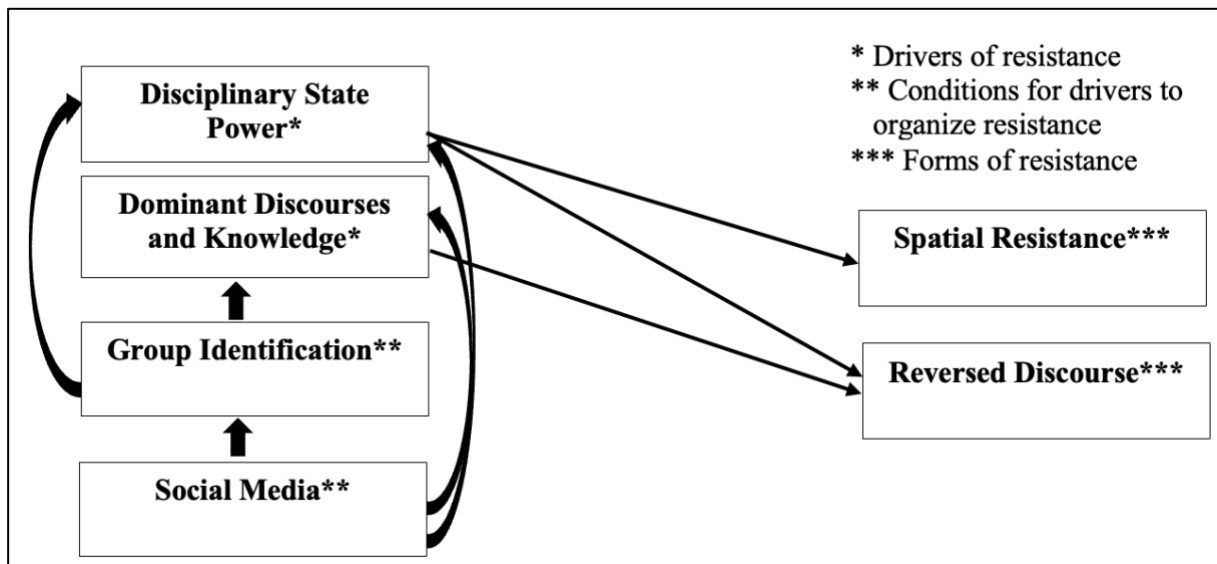 Disciplinary State
Power*
Dominant Discourses
and Knowledge*
Group Identification**
Social Media**
* Drivers of resistance
** Conditions for drivers to
organize resistance
*** Forms of resistance
Spatial Resistance***
Reversed Discourse***